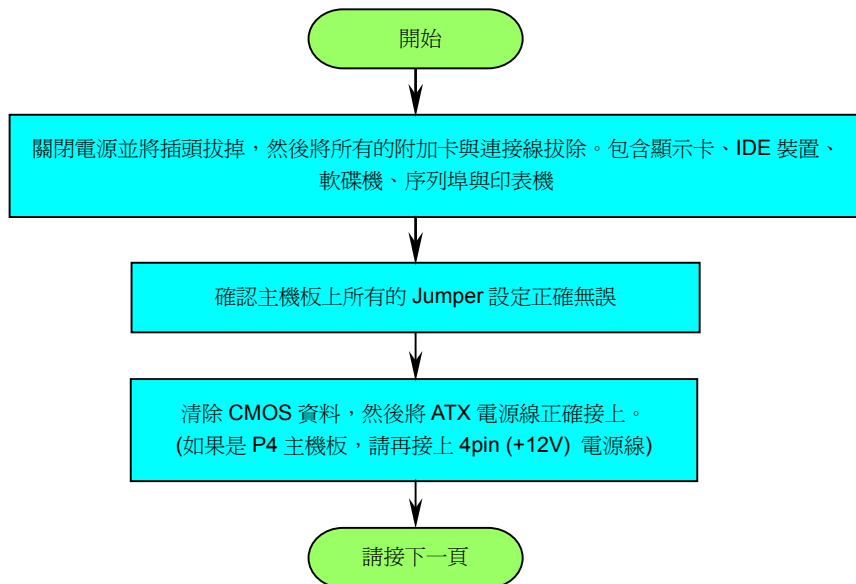 開始
關閉電源並將插頭拔掉，然後將所有的附加卡與連接線拔除。包含顯示卡、IDE 裝置、
軟碟機、序列埠與印表機
確認主機板上所有的 Jumper 設定正確無誤
清除 CMOS 資料，然後將 ATX 電源線正確接上。
(如果是 P4 主機板，請再接上 4pin (+12V) 電源線)
請接下一頁